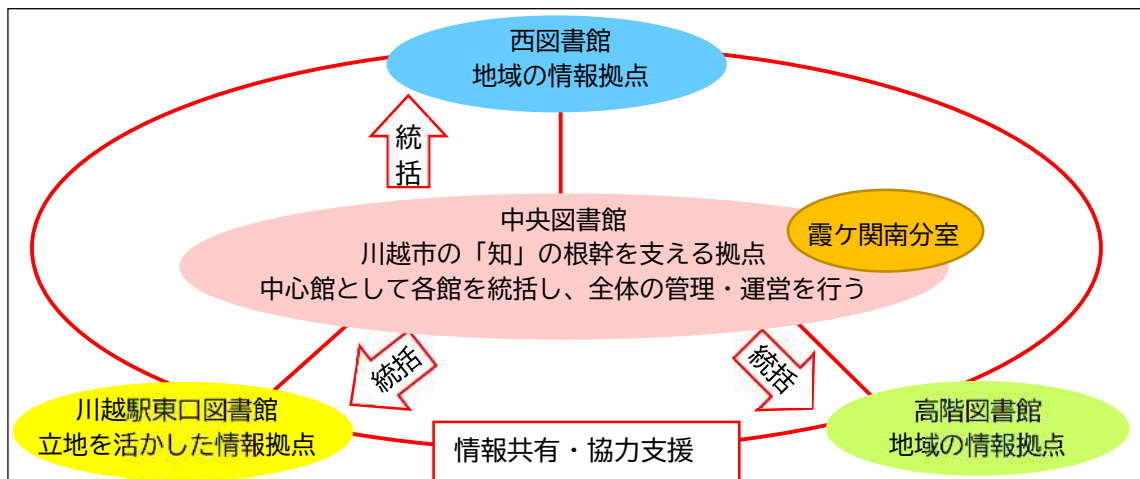 西図書館
地域の情報拠点
統
括
中央図書館
川越市の「知」の根幹を支える拠点
中心館として各館を統括し、全体の管理・運営を行う
霞ケ関南分室
統括
統括
川越駅東口図書館
立地を活かした情報拠点
情報共有・協力支援
高階図書館
地域の情報拠点